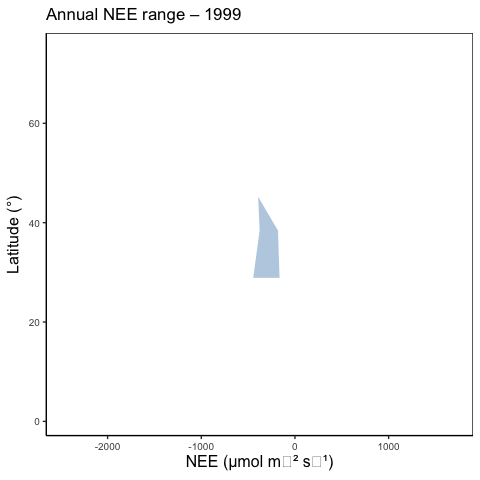 Annual NEE range – 1999
Latitude (°)
60
40
20
0
-2000 -1000 0 1000
NEE (μmol m□² s□¹)